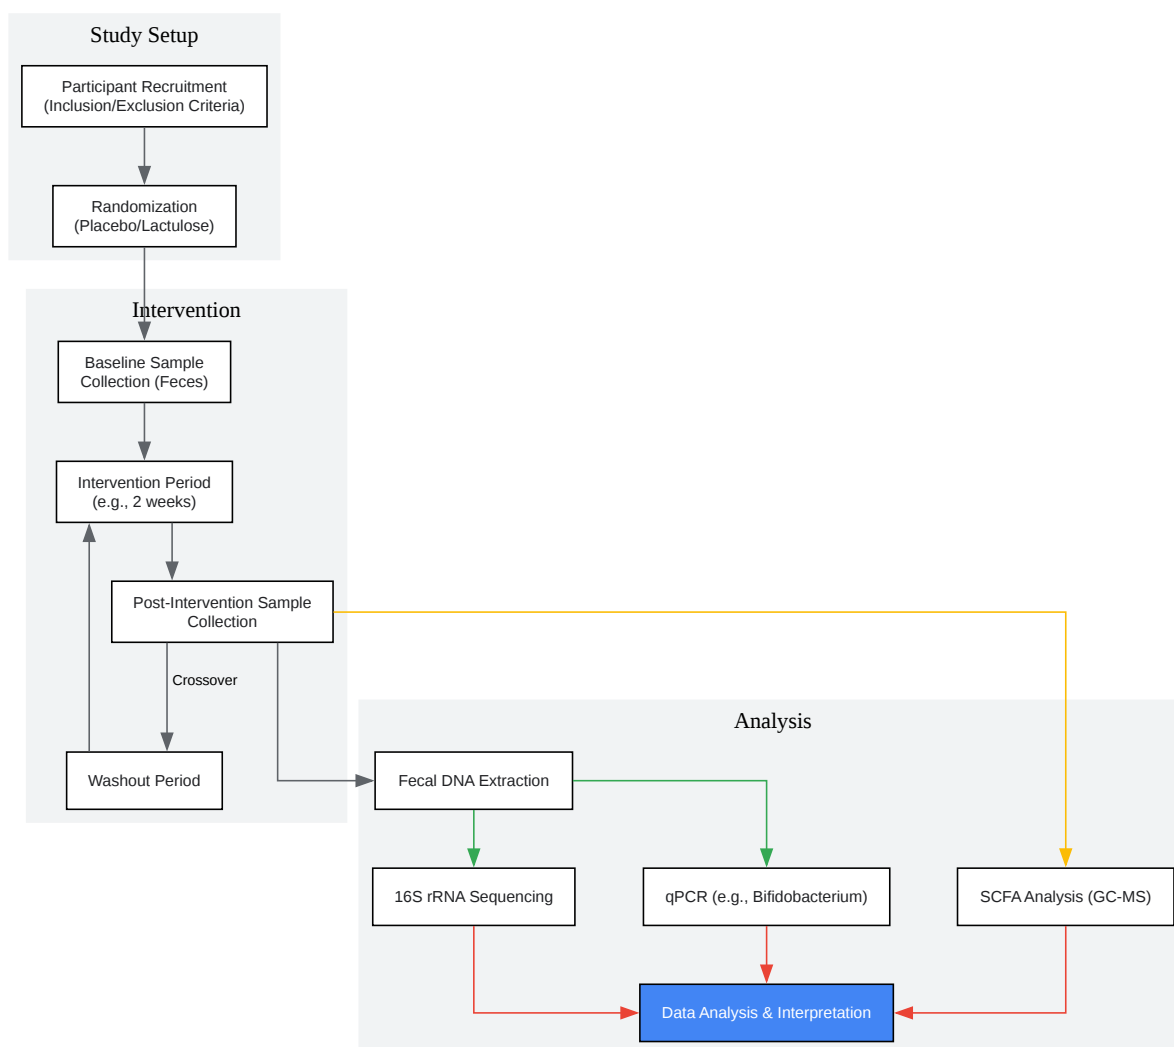 Study Setup
Participant Recruitment
(Inclusion/Exclusion Criteria)
Randomization
(Placebo/Lactulose)
Intervention
Baseline Sample
Collection (Feces)
Intervention Period
(e.g., 2 weeks)
Post-Intervention Sample
Collection
Crossover
Washout Period
Analysis
Fecal DNA Extraction
16S rRNA Sequencing
qPCR (e.g., Bifidobacterium)
SCFA Analysis (GC-MS)
Data Analysis & Interpretation